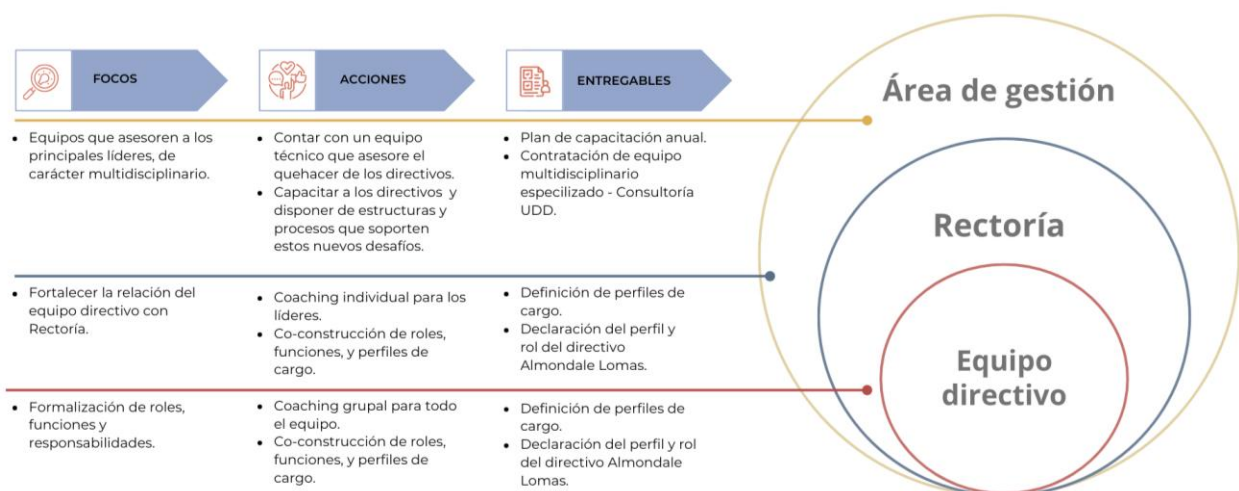 FOCOS
ACCIONES
ENTREGABLES
• Equipos que asesoren a los
principales líderes, de
carácter multidisciplinario.
• Contar con un equipo
técnico que asesore el
quehacer de los directivos.
• Capacitar a los directivos y
disponer de estructuras y
procesos que soporten
estos nuevos desafíos.
• Plan de capacitación anual.
• Contratación de equipo
multidisciplinario
especilizado - Consultoría
UDD.
Área de gestión
• Fortalecer la relación del
equipo directivo con
Rectoría.
• Coaching individual para los
líderes.
• Co-construcción de roles,
funciones, y perfiles de
cargo.
• Definición de perfiles de
cargo.
• Declaración del perfil y
rol del directivo
Almondale Lomas.
Rectoría
• Formalización de roles,
funciones y
responsabilidades.
• Coaching grupal para todo
el equipo.
• Co-construcción de roles,
funciones, y perfiles de
cargo.
• Definición de perfiles de
cargo.
• Declaración del perfil y rol
del directivo Almondale
Lomas.
Equipo
directivo